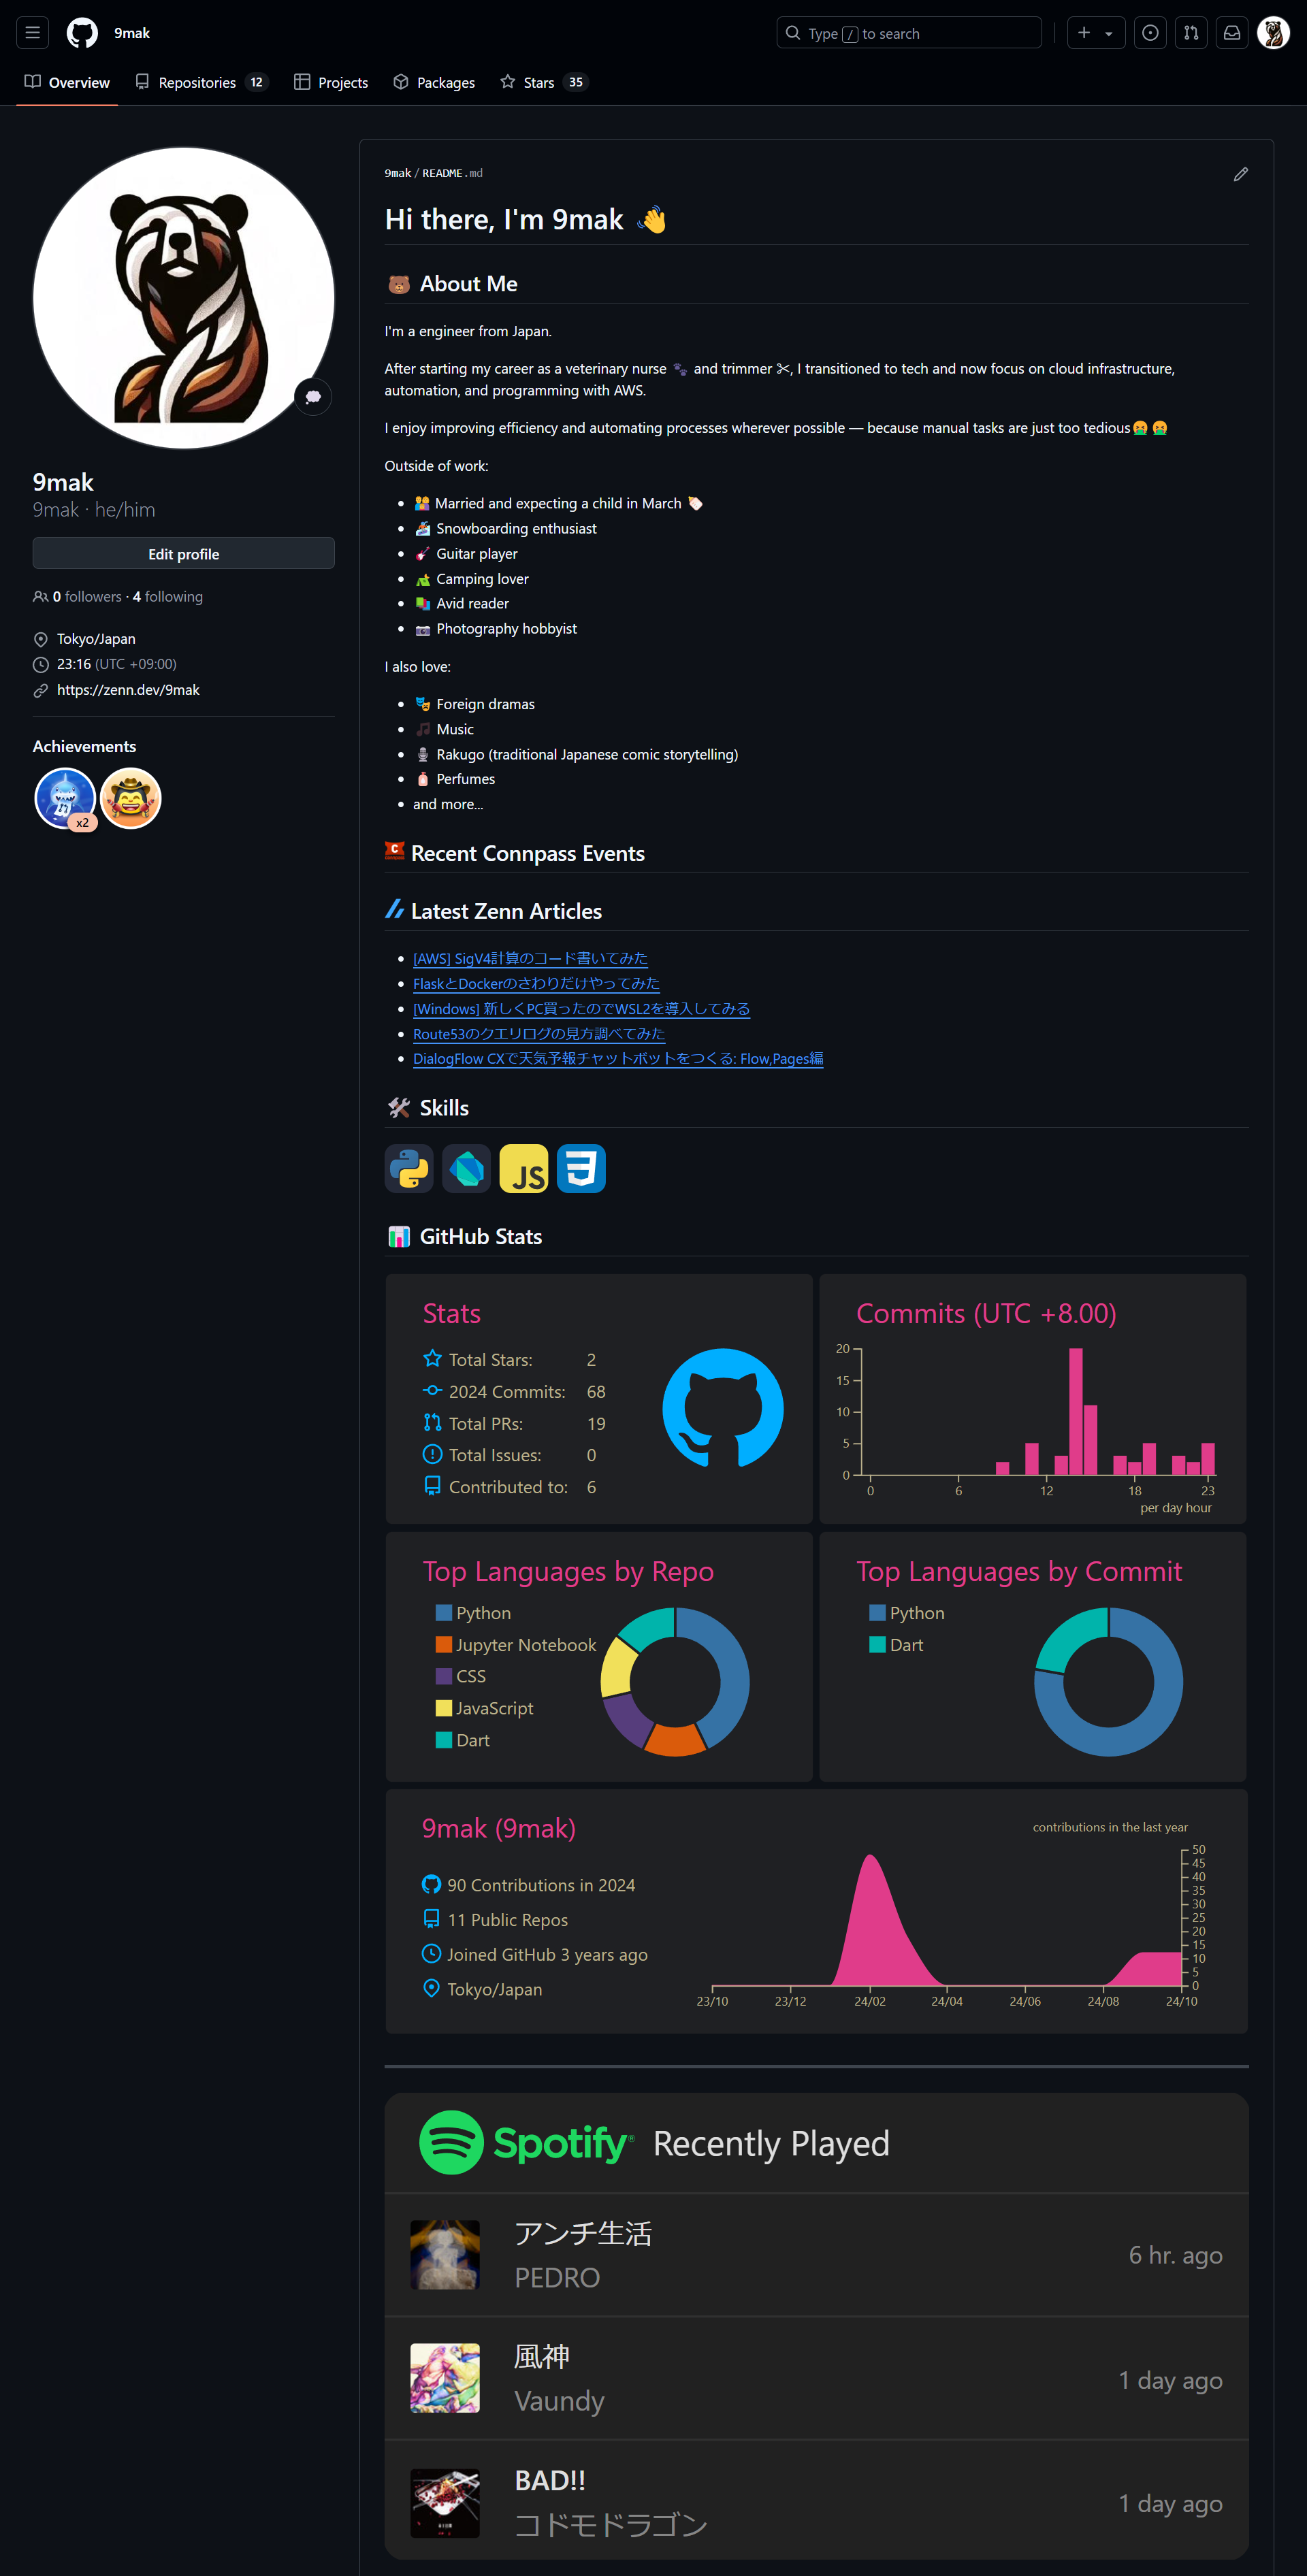 9mak
Type / to search
Overview
Repositories 12
Projects
Packages
Stars 35
9mak
9mak · he/him
Edit profile
0 followers · 4 following
Tokyo/Japan
23:16 (UTC +09:00)
https://zenn.dev/9mak
Achievements
x2
9mak / README.md
Hi there, I'm 9mak 👋
🐻 About Me
I'm a engineer from Japan.
After starting my career as a veterinary nurse 🐾 and trimmer ✂, I transitioned to tech and now focus on cloud infrastructure,
automation, and programming with AWS.
I enjoy improving efficiency and automating processes wherever possible — because manual tasks are just too tedious🤮🤮
Outside of work:
Married and expecting a child in March
Snowboarding enthusiast
Guitar player
Camping lover
Avid reader
Photography hobbyist
I also love:
Foreign dramas
Music
Rakugo (traditional Japanese comic storytelling)
Perfumes
and more...
Recent Connpass Events
Latest Zenn Articles
[AWS] SigV4計算のコード書いてみた
FlaskとDockerのさわりだけやってみた
[Windows] 新しくPC買ったのでWSL2を導入してみる
Route53のクエリログの見方調べてみた
DialogFlow CXで天気予報チャットボットをつくる: Flow,Pages編
Skills
JS
GitHub Stats
Stats
Total Stars: 2
2024 Commits: 68
Total PRs: 19
Total Issues: 0
Contributed to: 6
Commits (UTC +8.00)
20
15
10
5
0
0 6 12 18 23
per day hour
Top Languages by Repo
Python
Jupyter Notebook
CSS
JavaScript
Dart
Top Languages by Commit
Python
Dart
9mak (9mak)
90 Contributions in 2024
11 Public Repos
Joined GitHub 3 years ago
Tokyo/Japan
contributions in the last year
50
45
40
35
30
25
20
15
10
5
0
23/10 23/12 24/02 24/04 24/06 24/08 24/10
Spotify® Recently Played
アンチ生活
PEDRO
6 hr. ago
風神
Vaundy
1 day ago
BAD!!
コドモドラゴン
1 day ago